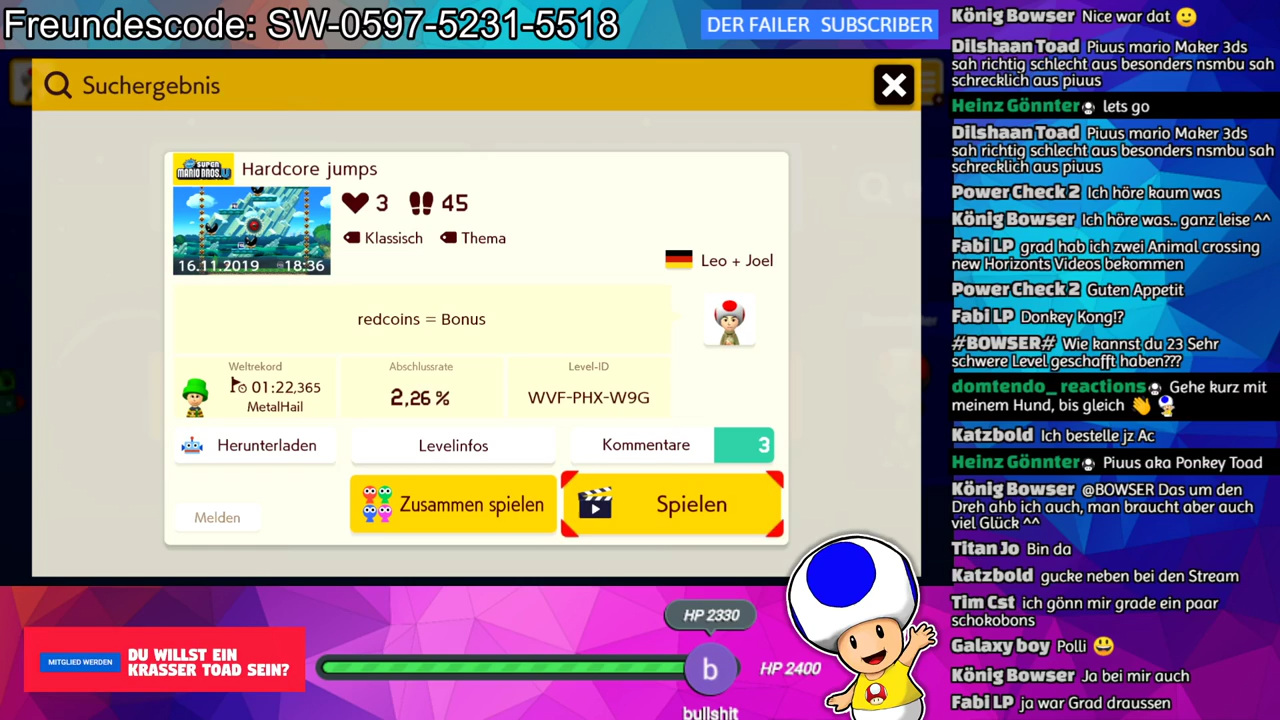 Freundescode: SW-0597-5231-5518
DER FAILER SUBSCRIBER
Suchergebnis
SUPER
MARIO BROS. U
Hardcore jumps
3 45
Klassisch Thema
16.11.2019 18:36
Leo + Joel
redcoins = Bonus
Weltrekord
01:22,365
MetalHail
Abschlussrate
2,26 %
Level-ID
WVF-PHX-W9G
Herunterladen
Levelinfos
Kommentare 3
Melden
Zusammen spielen
Spielen
MITGLIED WERDEN
DU WILLST EIN
KRASSER TOAD SEIN?
HP 2330
b
HP 2400
bullshit
König Bowser Nice war dat 🙂
Dilshaan Toad Piuus mario Maker 3ds
sah richtig schlecht aus besonders nsmbu sah
schrecklich aus piuus
Heinz Gönnter lets go
Dilshaan Toad Piuus mario Maker 3ds
sah richtig schlecht aus besonders nsmbu sah
schrecklich aus piuus
Power Check 2 Ich höre kaum was
König Bowser Ich höre was.. ganz leise ^^
Fabi LP grad hab ich zwei Animal crossing
new Horizonts Videos bekommen
Power Check 2 Guten Appetit
Fabi LP Donkey Kong!?
#BOWSER# Wie kannst du 23 Sehr
schwere Level geschafft haben???
domtendo_ reactions Gehe kurz mit
meinem Hund, bis gleich 👋
Katzbold Ich bestelle jz Ac
Heinz Gönnter Piuus aka Ponkey Toad
König Bowser @BOWSER Das um den
Dreh ahb ich auch, man braucht aber auch
viel Glück ^^
Titan Jo Bin da
Katzbold gucke neben bei den Stream
Tim Cst ich gönn mir grade ein paar
schokobons
Galaxy boy Polli 😃
König Bowser Ja bei mir auch
Fabi LP ja war Grad draussen